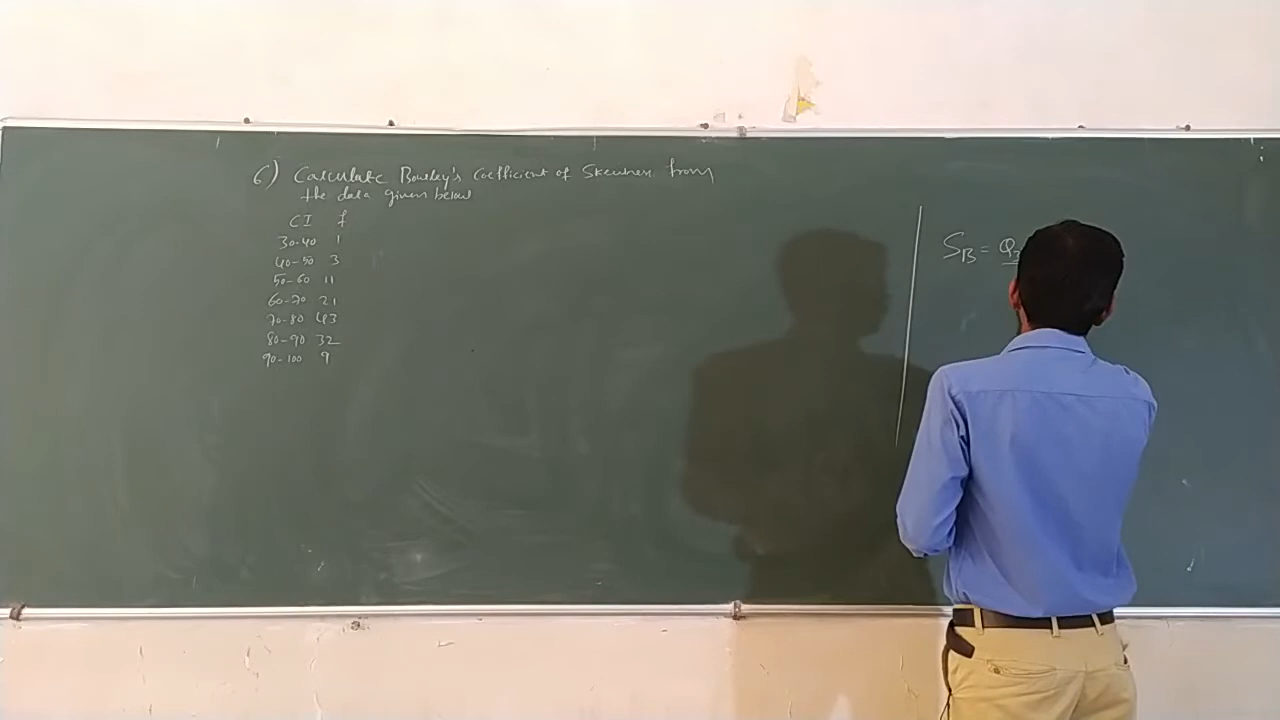 6) Calculate Bowley's Coefficient of Skewness from
the data given below
CI f
30-40 1
40-50 3
50-60 11
60-70 21
70-80 43
80-90 32
90-100 9
S_B = Q_3